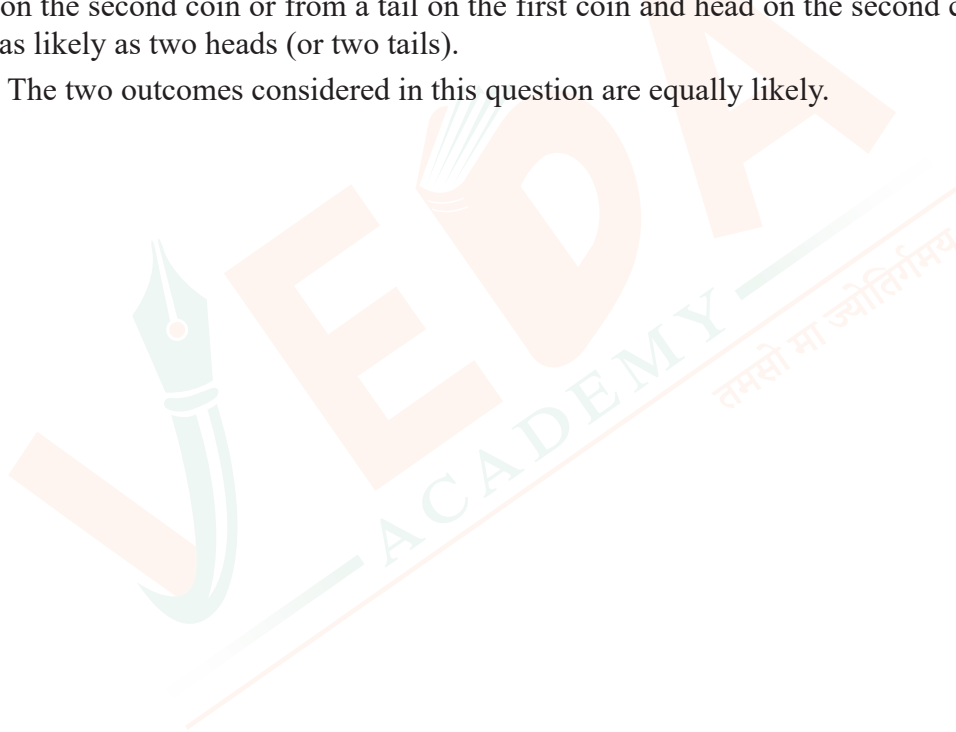 on the second coin or from a tail on the first coin and head on the second c
as likely as two heads (or two tails).
The two outcomes considered in this question are equally likely.
VEDA
ACADEMY
तमसो मा ज्योतिर्गमय